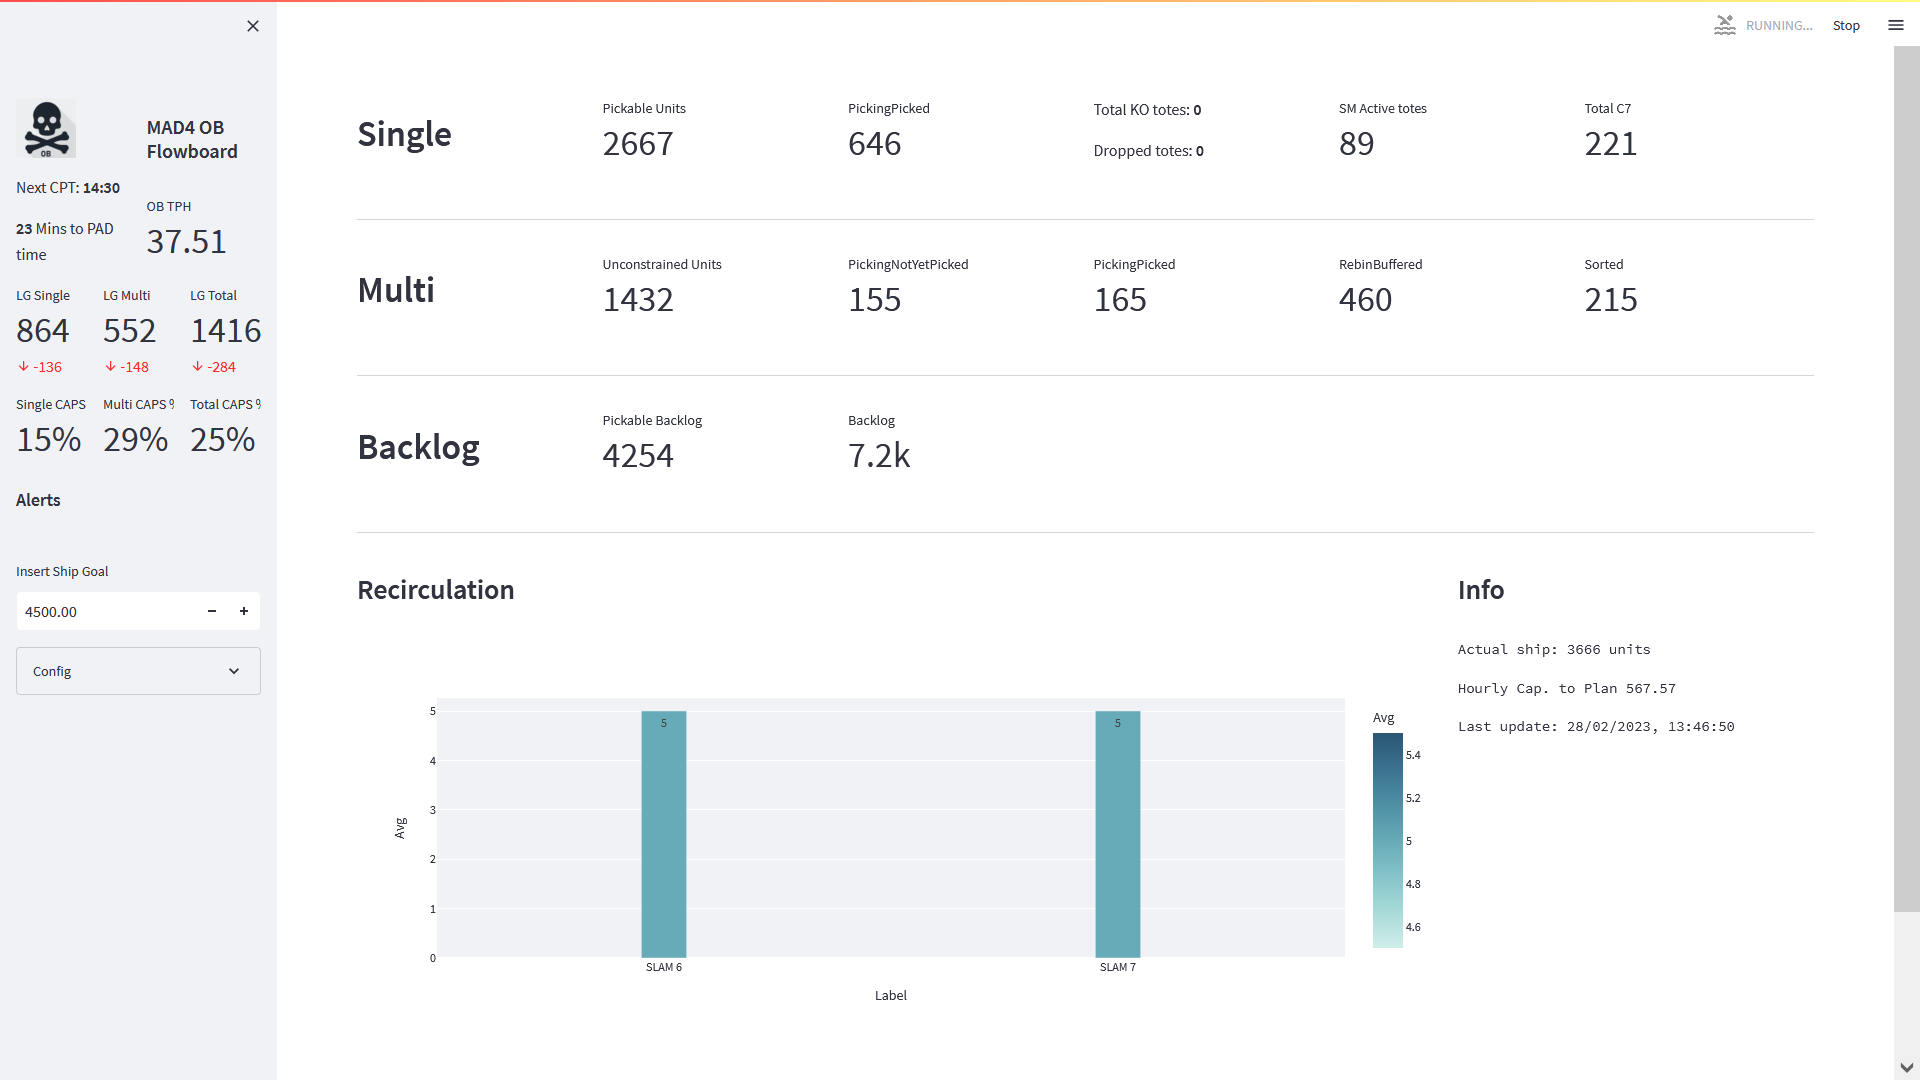 RUNNING...
Stop
OB
MAD4 OB
Flowboard
Next CPT: 14:30
23 Mins to PAD
time
OB TPH
37.51
LG Single
864
-136
LG Multi
552
-148
LG Total
1416
-284
Single CAPS
15%
Multi CAPS %
29%
Total CAPS %
25%
Alerts
Insert Ship Goal
4500.00
Config
Single
Pickable Units
2667
PickingPicked
646
Total KO totes: 0
Dropped totes: 0
SM Active totes
89
Total C7
221
Multi
Unconstrained Units
1432
PickingNotYetPicked
155
PickingPicked
165
RebinBuffered
460
Sorted
215
Backlog
Pickable Backlog
4254
Backlog
7.2k
Recirculation
5
4
3
2
1
0
Avg
5
5
SLAM 6
SLAM 7
Label
Avg
5.4
5.2
5
4.8
4.6
Info
Actual ship: 3666 units
Hourly Cap. to Plan 567.57
Last update: 28/02/2023, 13:46:50